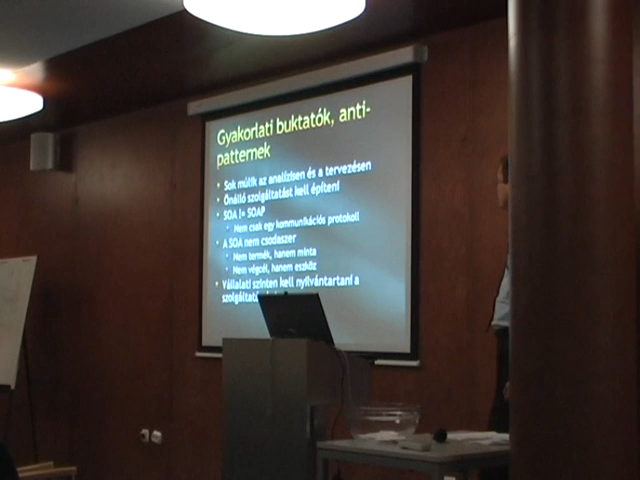 Gyakorlati buktatók, anti-
patternek
• Sok múlik az analízisen és a tervezésen
• Önálló szolgáltatást kell építeni
• SOA != SOAP
• Nem csak egy kommunikációs protokoll
• A SOA nem csodaszer
• Nem termék, hanem minta
• Nem végcél, hanem eszköz
• Vállalati szinten kell nyilvántartani a